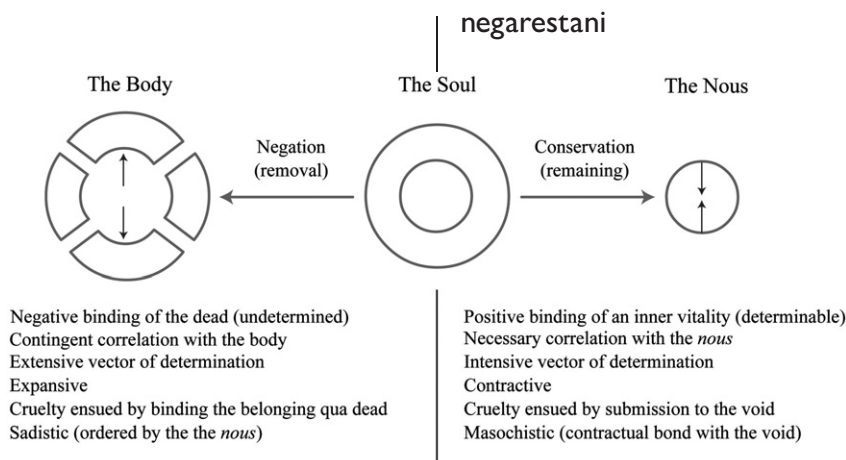 negarestani
The Body
The Soul
The Nous
Negation
(removal)
Conservation
(remaining)
Negative binding of the dead (undetermined)
Contingent correlation with the body
Extensive vector of determination
Expansive
Cruelty ensued by binding the belonging qua dead
Sadistic (ordered by the the nous)
Positive binding of an inner vitality (determinable)
Necessary correlation with the nous
Intensive vector of determination
Contractive
Cruelty ensued by submission to the void
Masochistic (contractual bond with the void)